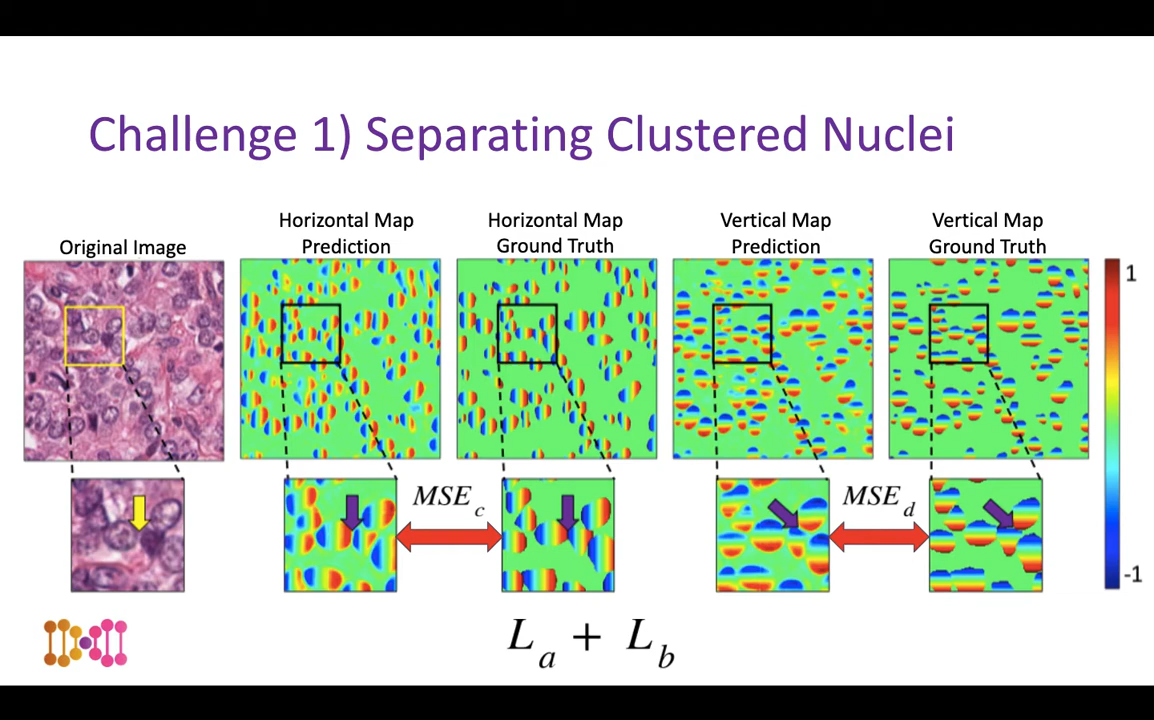 Challenge 1) Separating Clustered Nuclei
Original Image
Horizontal Map
Prediction
Horizontal Map
Ground Truth
Vertical Map
Prediction
Vertical Map
Ground Truth
1
-1
MSE_c
MSE_d
L_a + L_b